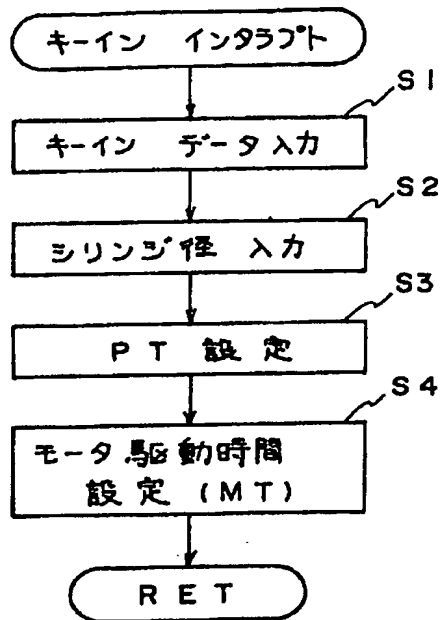 キーイン インタラプト
S1
キーイン データ入力
S2
シリンジ径 入力
S3
PT 設定
S4
モータ駆動時間
設定(MT)
RET